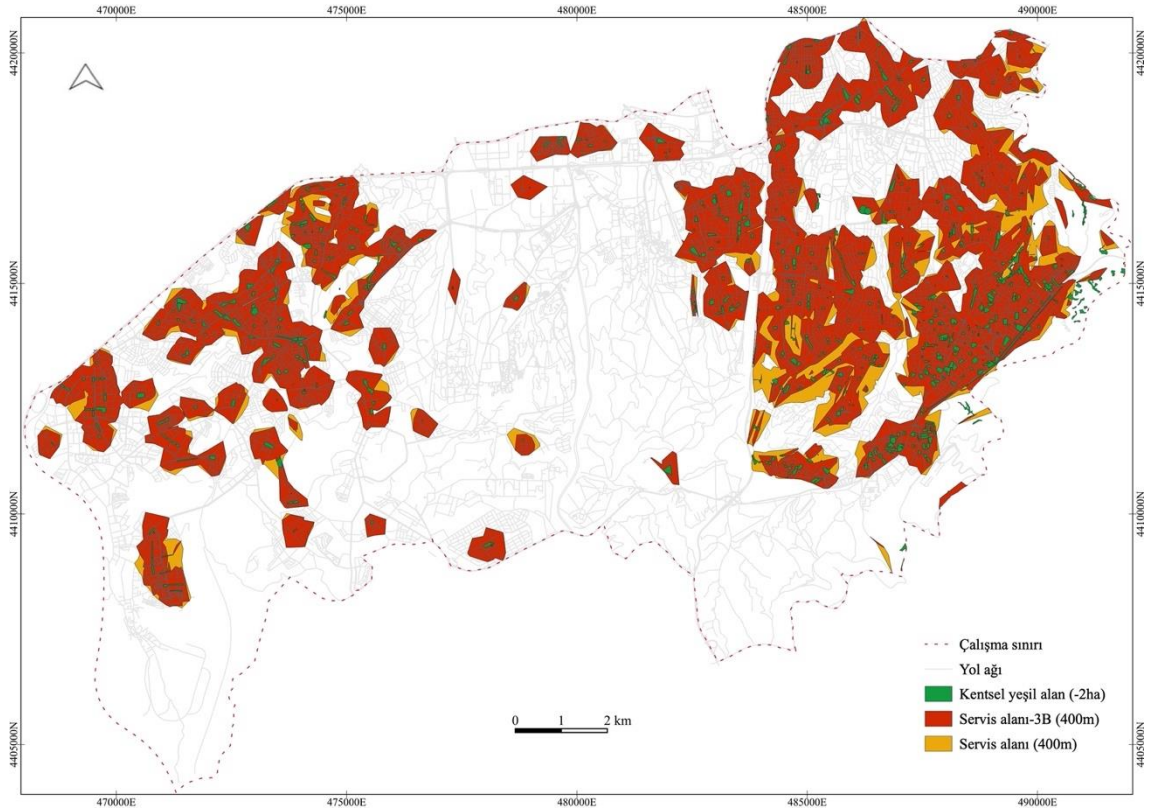 470000E 475000E 480000E 485000E 490000E
4420000N 4420000N
4415000N 4415000N
4410000N 4410000N
Çalışma sınırı
Yol ağı
Kentsel yeşil alan (-2ha)
0 1 2 km
Servis alanı-3B (400m)
Servis alanı (400m)
4405000N 4405000N
470000E 475000E 480000E 485000E 490000E